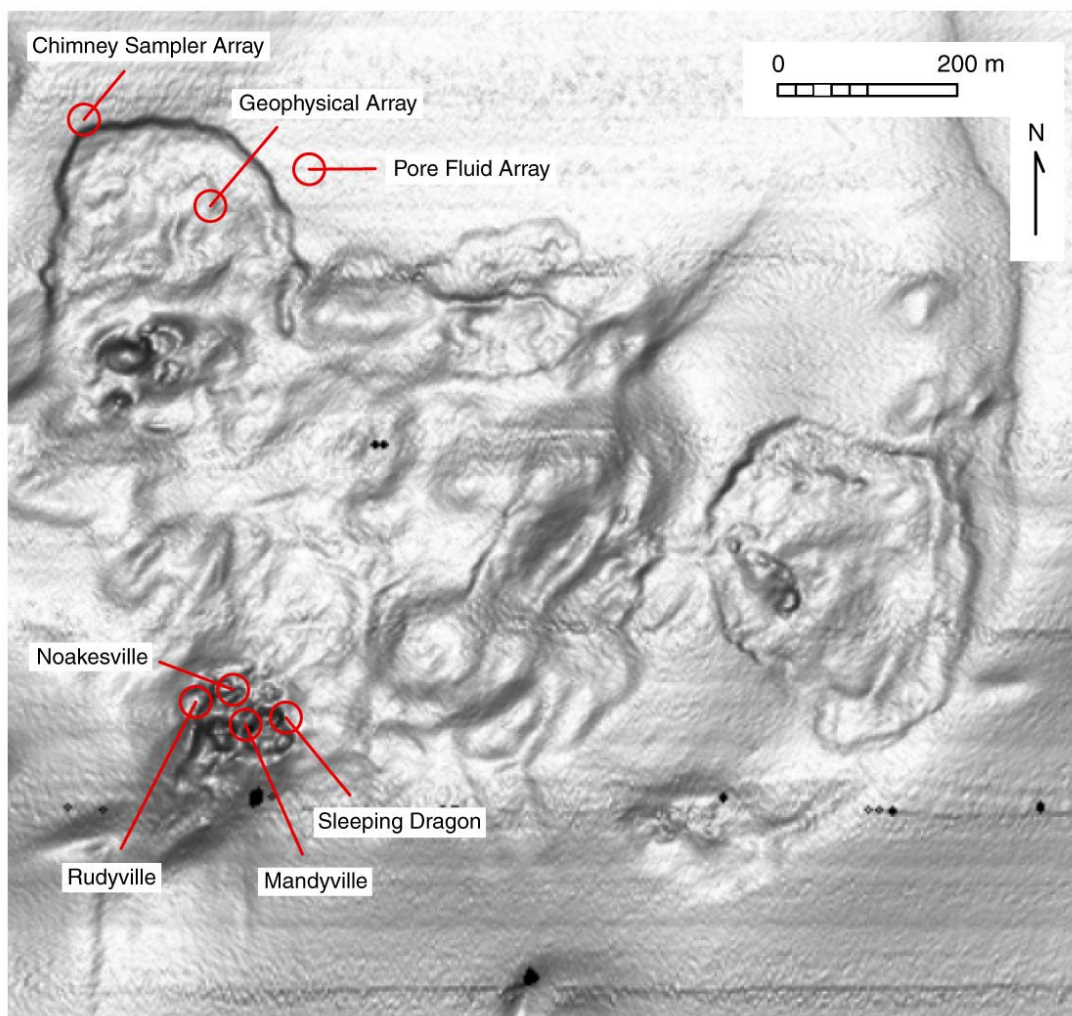 Chimney Sampler Array
0 200 m
Geophysical Array
N
Pore Fluid Array
Noakesville
Sleeping Dragon
Rudyville
Mandyville